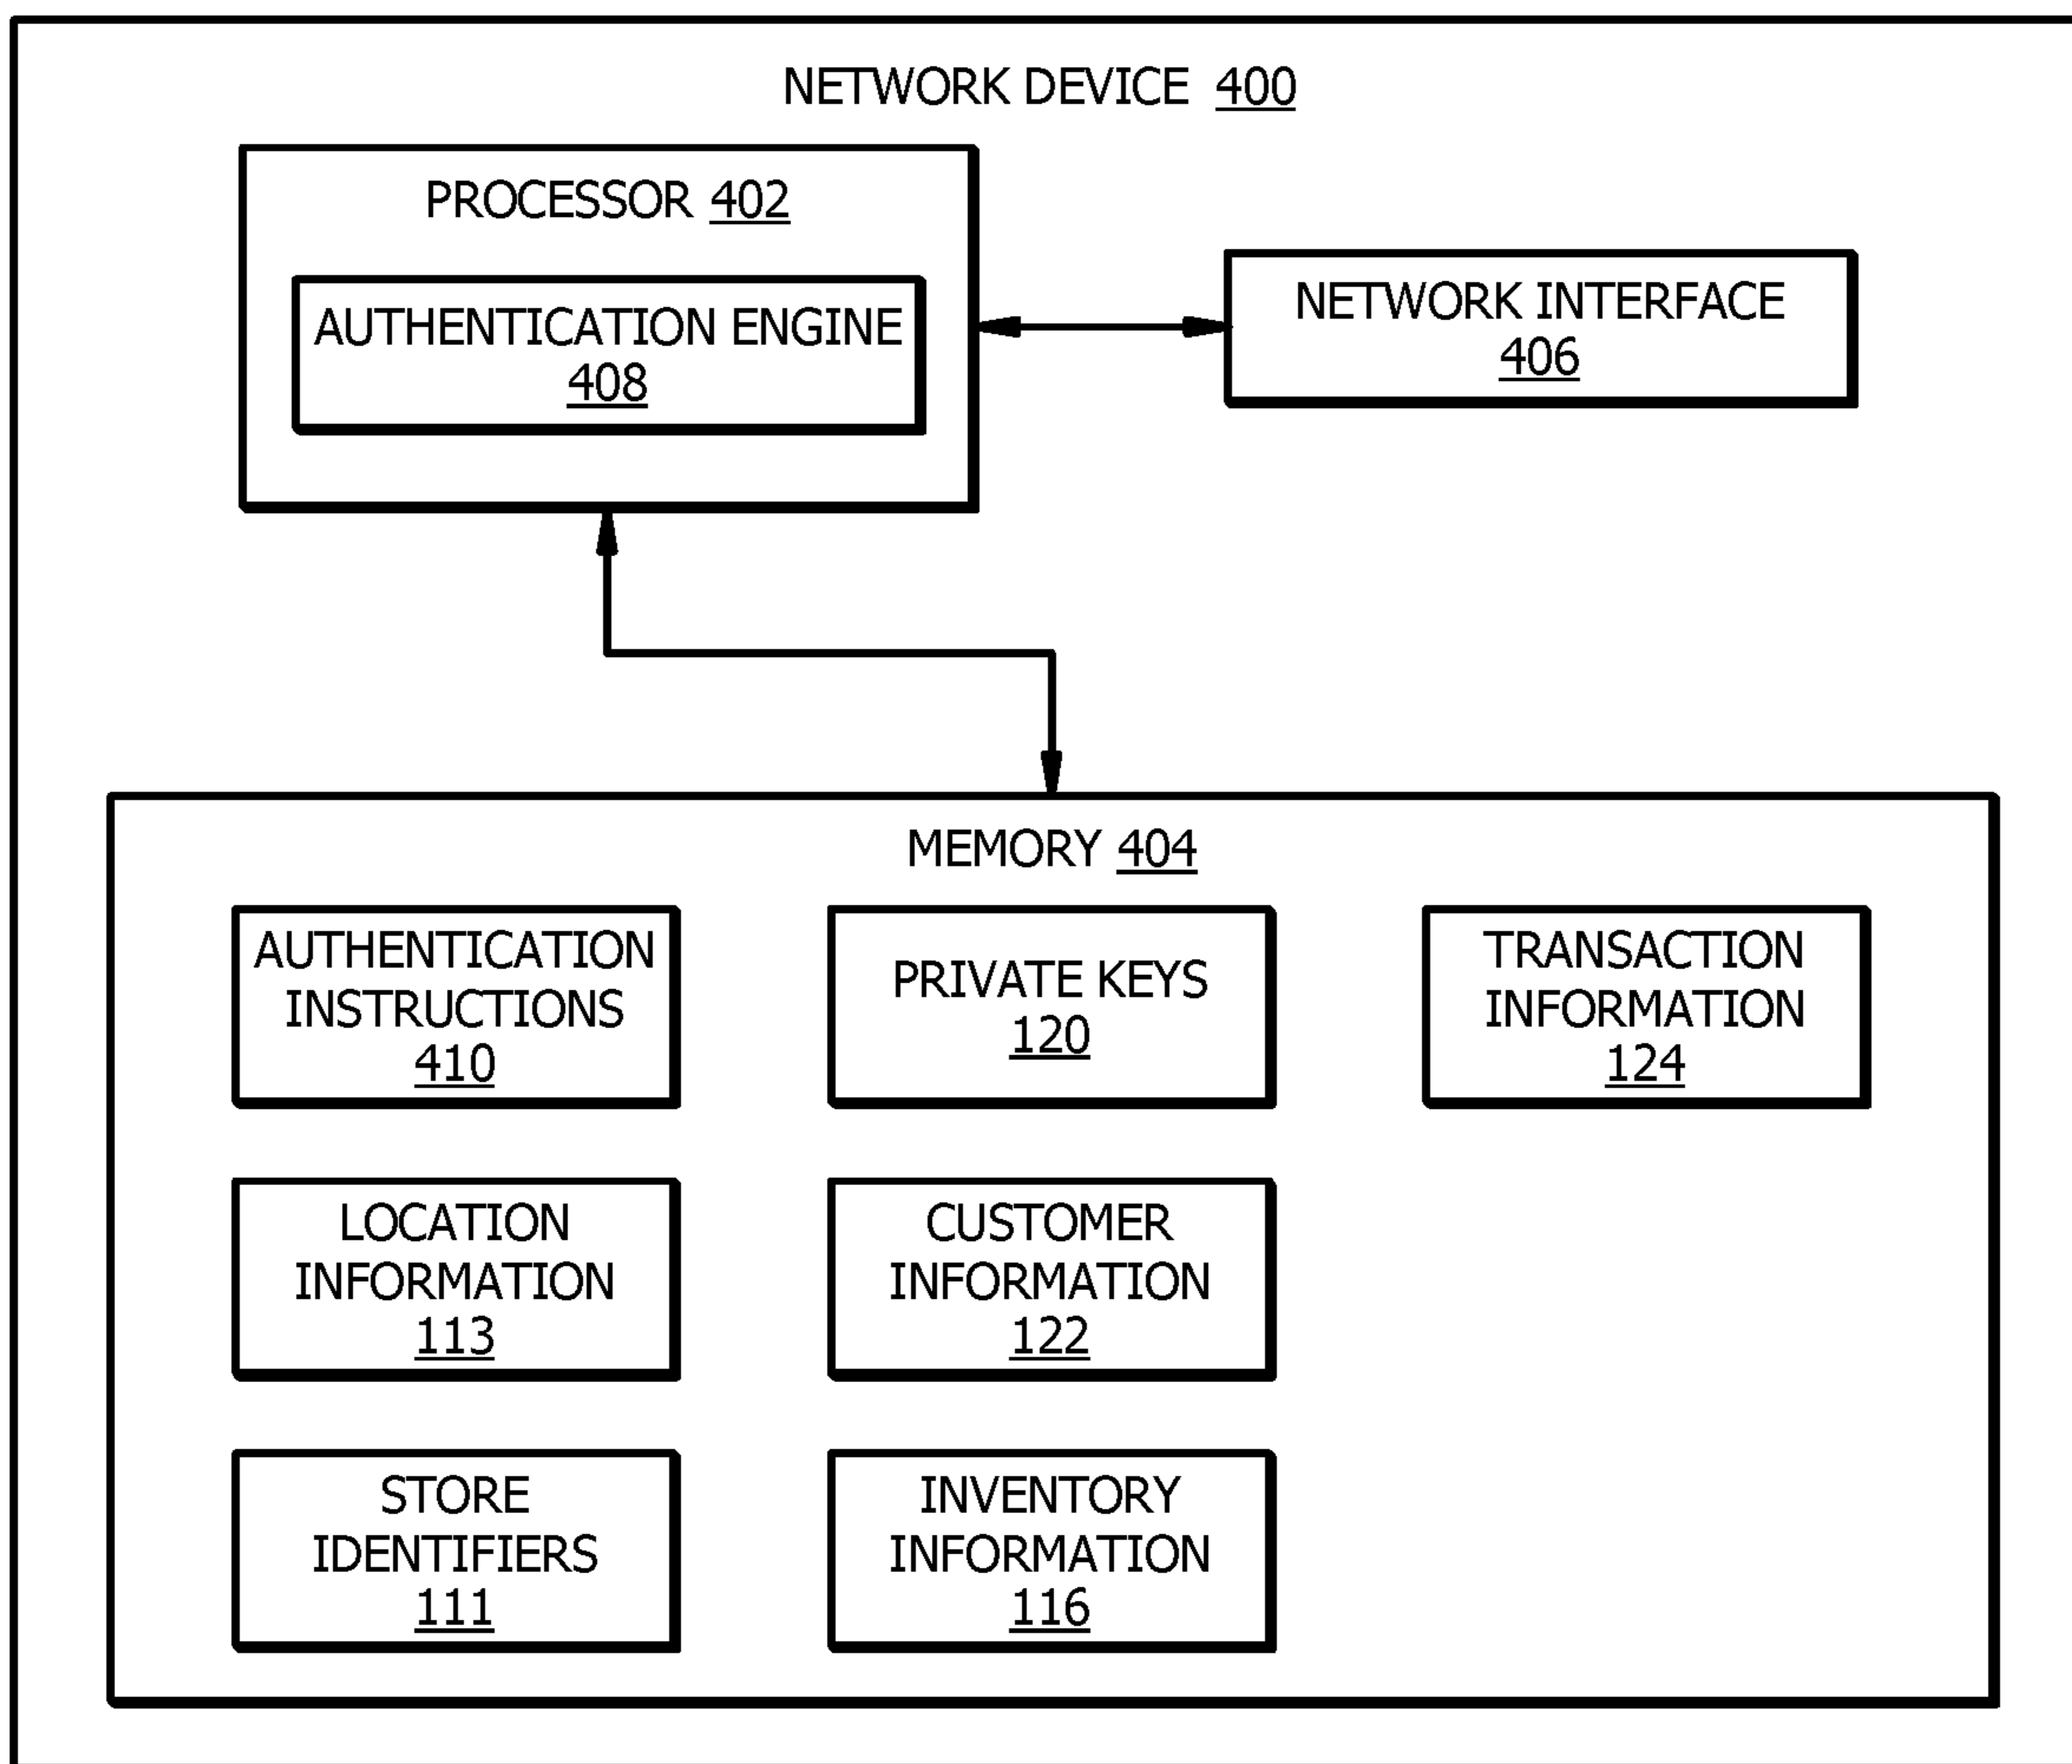 NETWORK DEVICE 400
PROCESSOR 402
AUTHENTICATION ENGINE
408
NETWORK INTERFACE
406
MEMORY 404
AUTHENTICATION
INSTRUCTIONS
410
PRIVATE KEYS
120
TRANSACTION
INFORMATION
124
LOCATION
INFORMATION
113
CUSTOMER
INFORMATION
122
STORE
IDENTIFIERS
111
INVENTORY
INFORMATION
116